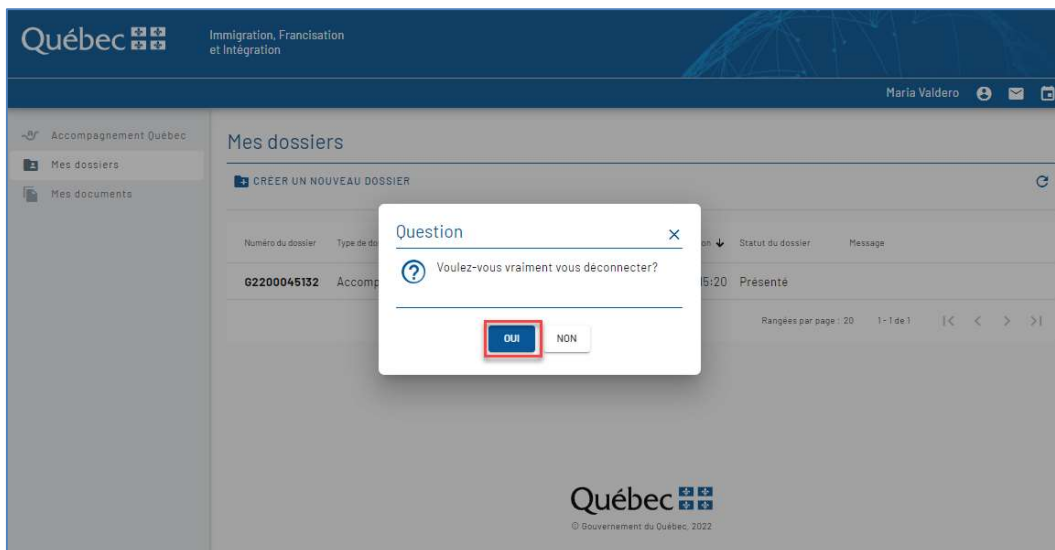 Québec
Immigration, Francisation
et Intégration
Maria Valdero
Accompagnement Québec
Mes dossiers
Mes documents
Mes dossiers
CRÉER UN NOUVEAU DOSSIER
Numéro du dossier Type de do on Statut du dossier Message
G2200045132 Accomp 15:20 Présenté
Rangées par page : 20 1-1 de 1
Question
Voulez-vous vraiment vous déconnecter?
OUI NON
Québec
© Gouvernement du Québec, 2022